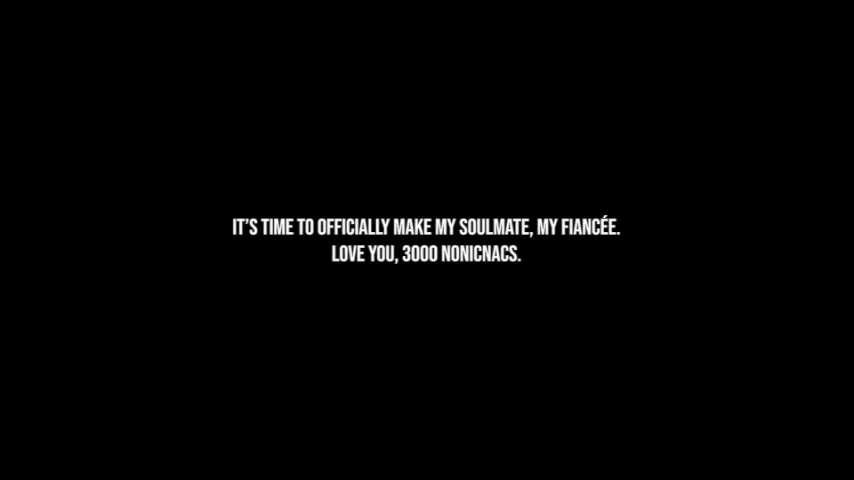 IT'S TIME TO OFFICIALLY MAKE MY SOULMATE, MY FIANCÉE.
LOVE YOU, 3000 NONICNACS.